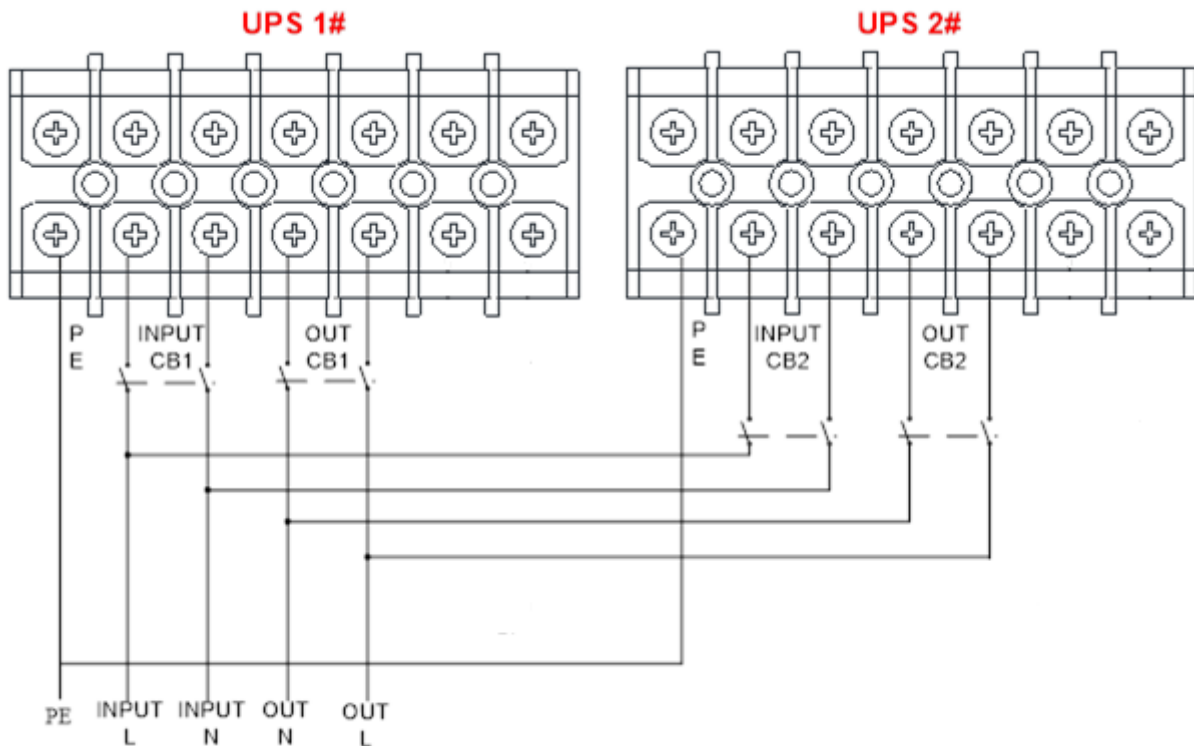 UPS 1#
UPS 2#
P
E
INPUT
CB1
OUT
CB1
P
E
INPUT
CB2
OUT
CB2
PE
INPUT
L
INPUT
N
OUT
N
OUT
L